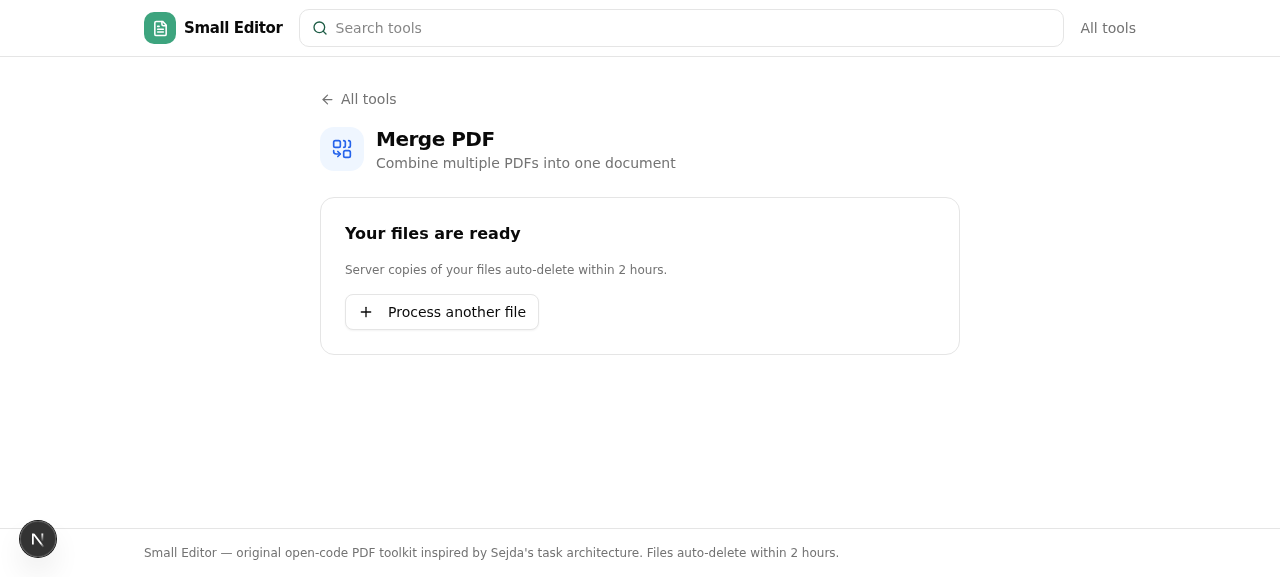 Small Editor
Search tools
All tools
All tools
Merge PDF
Combine multiple PDFs into one document
Your files are ready
Server copies of your files auto-delete within 2 hours.
Process another file
N
Small Editor — original open-code PDF toolkit inspired by Sejda's task architecture. Files auto-delete within 2 hours.